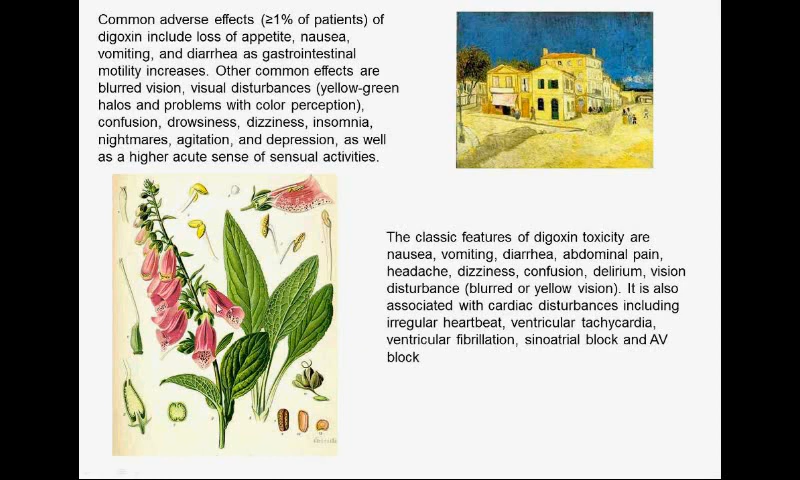 Common adverse effects (≥1% of patients) of
digoxin include loss of appetite, nausea,
vomiting, and diarrhea as gastrointestinal
motility increases. Other common effects are
blurred vision, visual disturbances (yellow-green
halos and problems with color perception),
confusion, drowsiness, dizziness, insomnia,
nightmares, agitation, and depression, as well
as a higher acute sense of sensual activities.
The classic features of digoxin toxicity are
nausea, vomiting, diarrhea, abdominal pain,
headache, dizziness, confusion, delirium, vision
disturbance (blurred or yellow vision). It is also
associated with cardiac disturbances including
irregular heartbeat, ventricular tachycardia,
ventricular fibrillation, sinoatrial block and AV
block